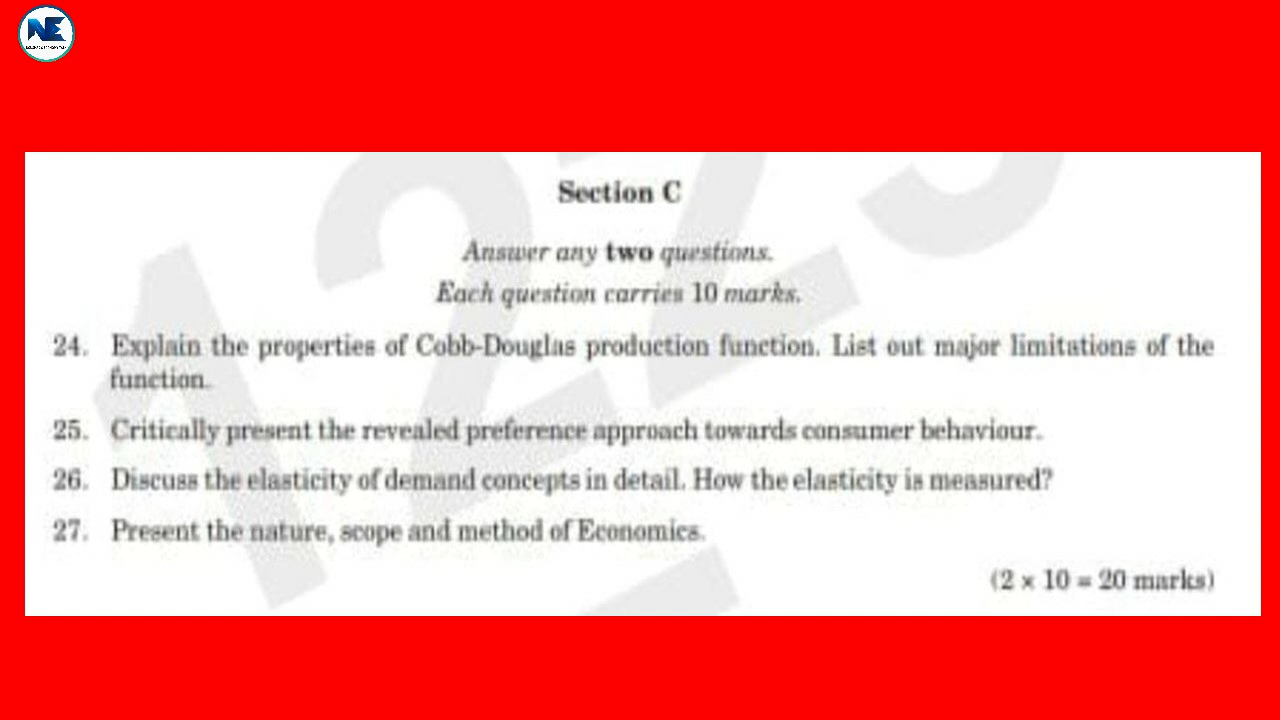 NE
Section C
Answer any two questions.
Each question carries 10 marks.
24. Explain the properties of Cobb-Douglas production function. List out major limitations of the
function.
25. Critically present the revealed preference approach towards consumer behaviour.
26. Discuss the elasticity of demand concepts in detail. How the elasticity is measured?
27. Present the nature, scope and method of Economics.
(2 × 10 = 20 marks)